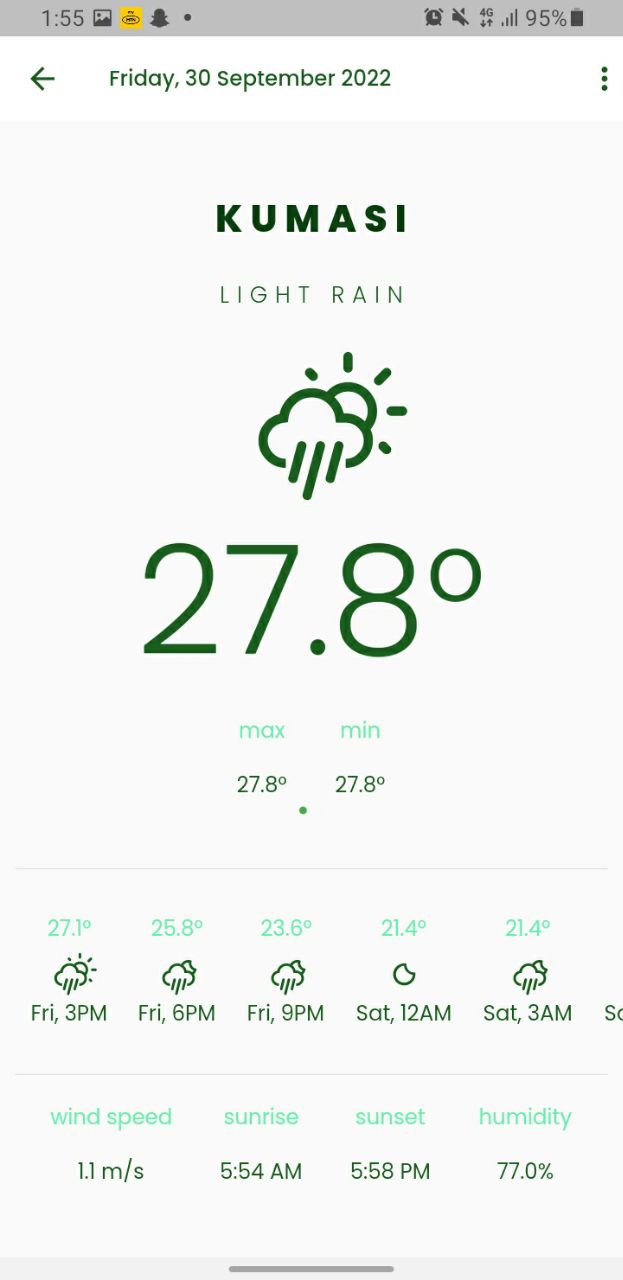 1:55 4G 95%
Friday, 30 September 2022
KUMASI
LIGHT RAIN
27.8°
max min
27.8° 27.8°
27.1° 25.8° 23.6° 21.4° 21.4°
Fri, 3PM Fri, 6PM Fri, 9PM Sat, 12AM Sat, 3AM
wind speed sunrise sunset humidity
1.1 m/s 5:54 AM 5:58 PM 77.0%